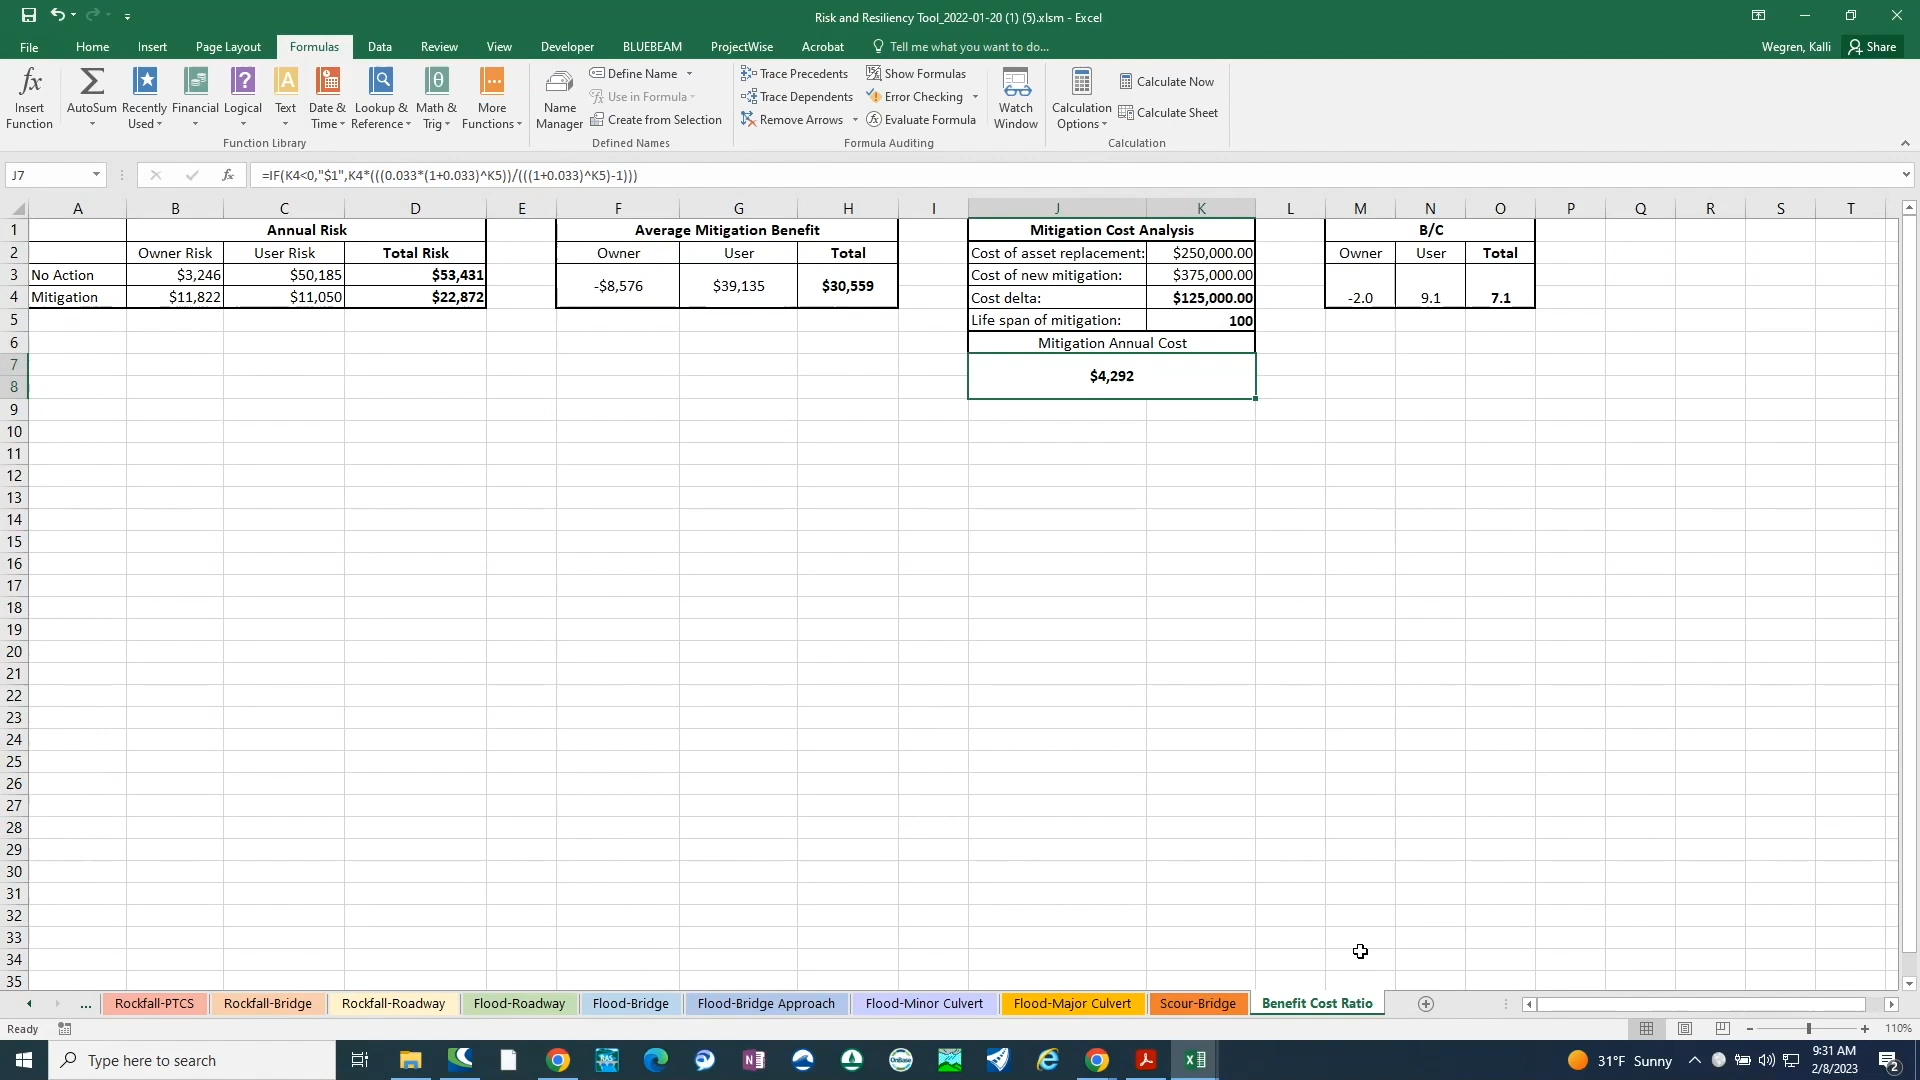 Risk and Resiliency Tool_2022-01-20 (1) (5).xlsm - Excel
File Home Insert Page Layout Formulas Data Review View Developer BLUEBEAM ProjectWise Acrobat Tell me what you want to do... Wegren, Kalli Share
Insert Function
AutoSum
Recently Used
Financial
Logical
Text
Date & Time
Lookup & Reference
Math & Trig
More Functions
Function Library
Name Manager
Define Name
Use in Formula
Create from Selection
Defined Names
Trace Precedents
Trace Dependents
Remove Arrows
Show Formulas
Error Checking
Evaluate Formula
Formula Auditing
Watch Window
Calculation Options
Calculate Now
Calculate Sheet
Calculation
J7 fx =IF(K4<0,"$1",K4*(((0.033*(1+0.033)^K5))/(((1+0.033)^K5)-1)))
A B C D E F G H I J K L M N O P Q R S T
1 Annual Risk Average Mitigation Benefit Mitigation Cost Analysis B/C
2 Owner Risk User Risk Total Risk Owner User Total Cost of asset replacement: $250,000.00 Owner User Total
3 No Action $3,246 $50,185 $53,431 -$8,576 $39,135 $30,559 Cost of new mitigation: $375,000.00
4 Mitigation $11,822 $11,050 $22,872 Cost delta: $125,000.00 -2.0 9.1 7.1
5 Life span of mitigation: 100
6 Mitigation Annual Cost
7
$4,292
8
9
10
11
12
13
14
15
16
17
18
19
20
21
22
23
24
25
26
27
28
29
30
31
32
33
34
35
... Rockfall-PTCS Rockfall-Bridge Rockfall-Roadway Flood-Roadway Flood-Bridge Flood-Bridge Approach Flood-Minor Culvert Flood-Major Culvert Scour-Bridge Benefit Cost Ratio
Ready 110%
Type here to search 31°F Sunny 9:31 AM
2/8/2023
2